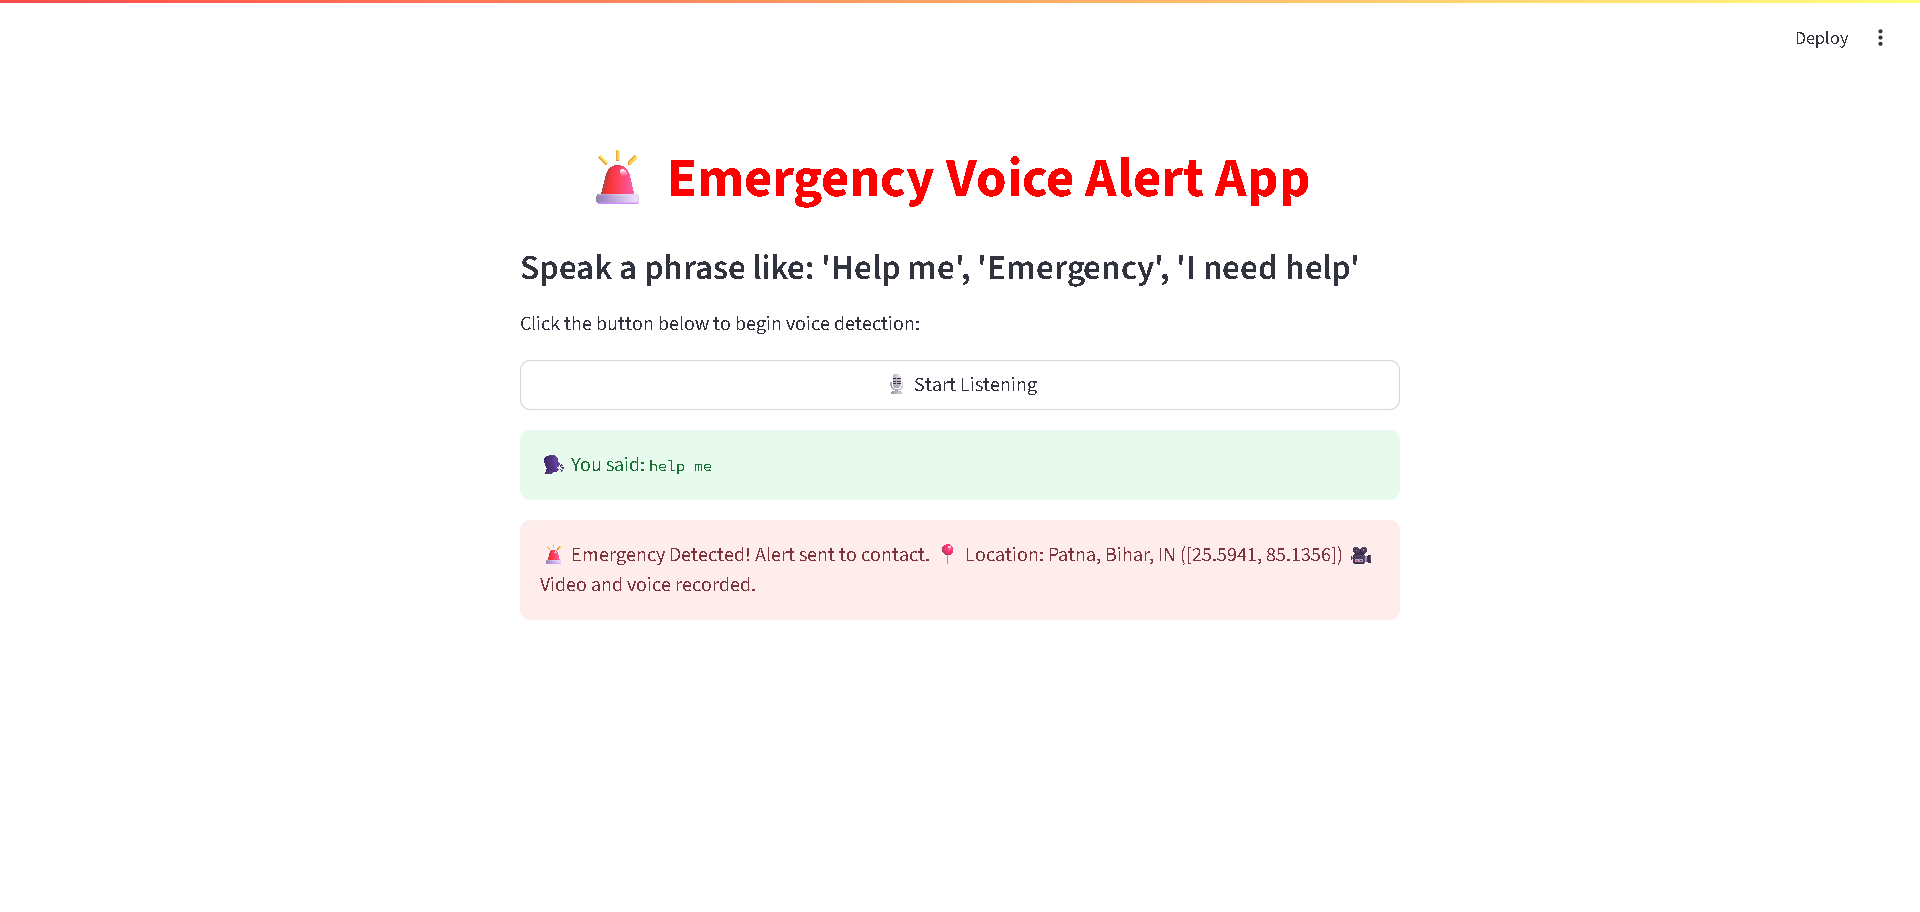 Deploy
🚨 Emergency Voice Alert App
Speak a phrase like: 'Help me', 'Emergency', 'I need help'
Click the button below to begin voice detection:
🎙️ Start Listening
🗣️ You said: help me
🚨 Emergency Detected! Alert sent to contact. 📍 Location: Patna, Bihar, IN ([25.5941, 85.1356]) 🎥
Video and voice recorded.